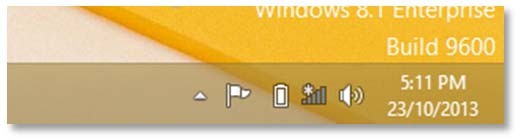 Windows 8.1 Enterprise
Build 9600
5:11 PM
23/10/2013